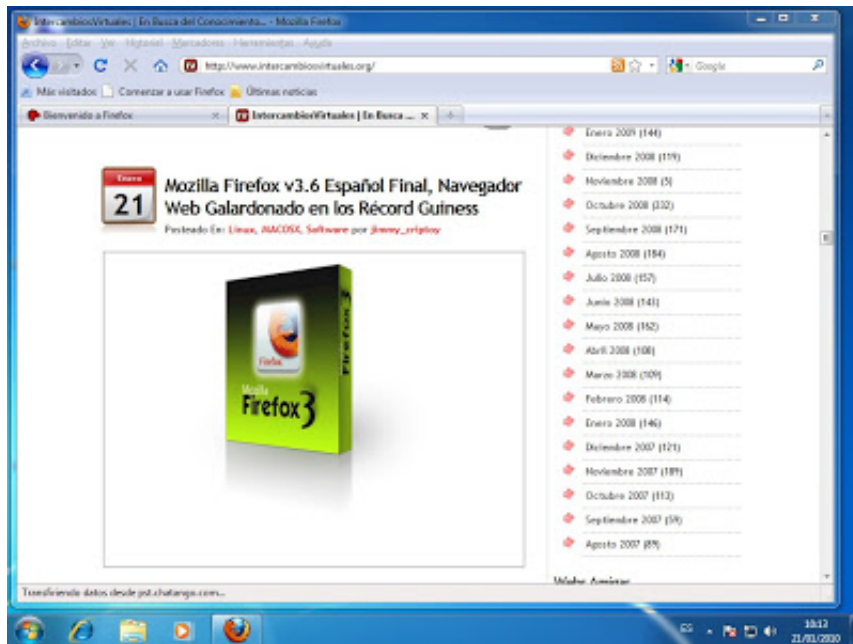 IntercambiosVirtuales | En Busca del Conocimiento... - Mozilla Firefox
Archivo Editar Ver Historial Marcadores Herramientas Ayuda
http://www.intercambiosvirtuales.org/
Google
Más visitados Comenzar a usar Firefox Últimas noticias
Bienvenido a Firefox
IntercambiosVirtuales | En Busca ...
Enero
21
Mozilla Firefox v3.6 Español Final, Navegador
Web Galardonado en los Récord Guiness
Posteado En: Linux, MACOSX, Software por jimmy_criptoy
Firefox
Mozilla
Firefox 3
Firefox 3
Enero 2009 (144)
Diciembre 2008 (119)
Noviembre 2008 (5)
Octubre 2008 (232)
Septiembre 2008 (171)
Agosto 2008 (184)
Julio 2008 (157)
Junio 2008 (143)
Mayo 2008 (162)
Abril 2008 (108)
Marzo 2008 (109)
Febrero 2008 (114)
Enero 2008 (146)
Diciembre 2007 (121)
Noviembre 2007 (189)
Octubre 2007 (113)
Septiembre 2007 (59)
Agosto 2007 (89)
Webs Amigas
Transfiriendo datos desde pst.chatango.com...
ES
10:13
21/01/2010